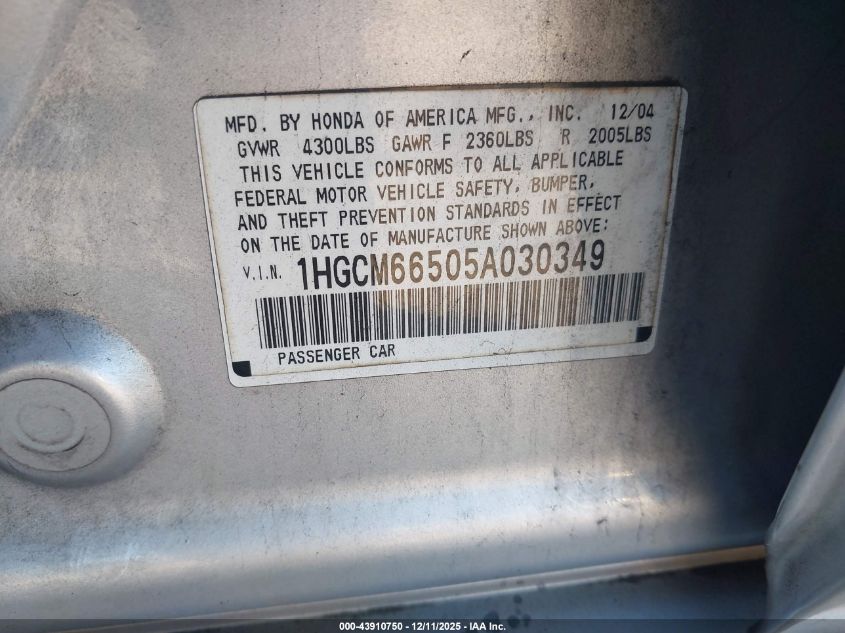 MFD. BY HONDA OF AMERICA MFG., INC. 12/04
GVWR 4300LBS GAWR F 2360LBS R 2005LBS
THIS VEHICLE CONFORMS TO ALL APPLICABLE
FEDERAL MOTOR VEHICLE SAFETY, BUMPER,
AND THEFT PREVENTION STANDARDS IN EFFECT
ON THE DATE OF MANUFACTURE SHOWN ABOVE:
V.I.N. 1HGCM66505A030349
PASSENGER CAR
000-43910750 - 12/11/2025 - IAA Inc.